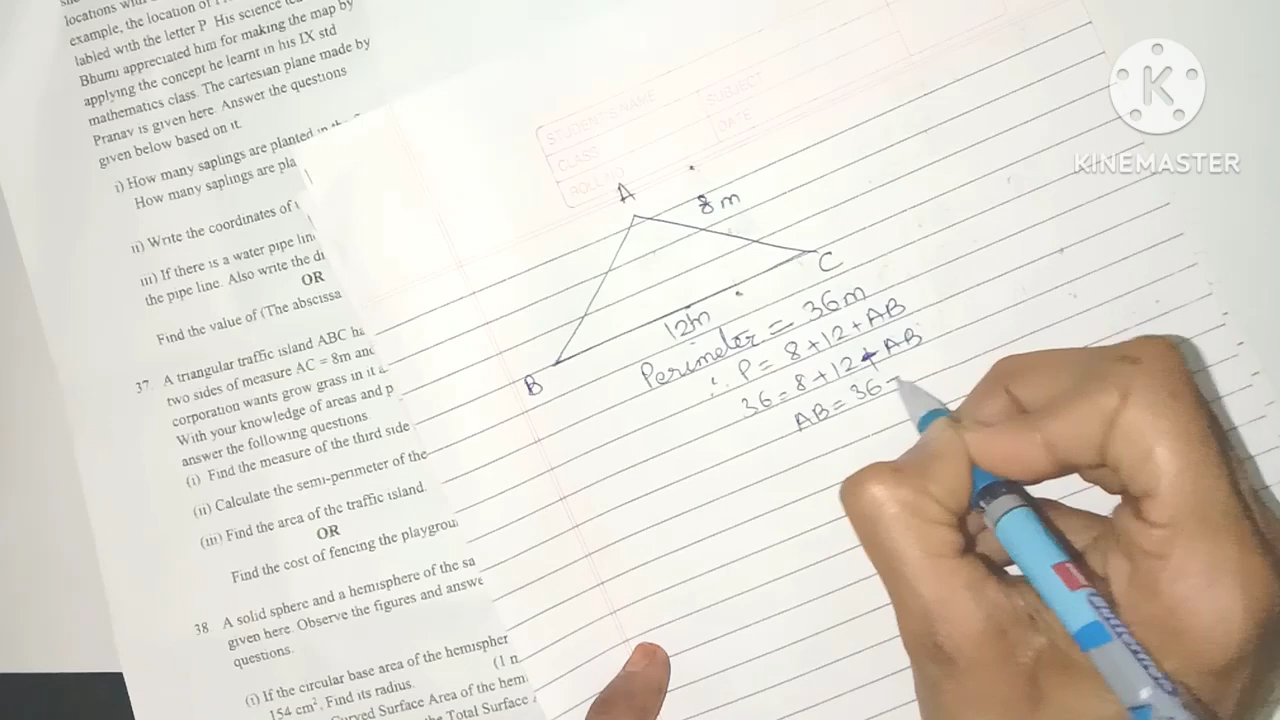 locations
example, the location of
labled with the letter P His science
Bhumi appreciated him for making the map by
applying the concept he learnt in his IX std
mathematics class. The cartesian plane made by
Pranav is given here. Answer the questions
given below based on it.
i) How many saplings are planted in the
How many saplings are
ii) Write the coordinates of
iii) If there is a water pipe
the pipe line. Also write the
OR
Find the value of (The abscissa
37. A triangular traffic island ABC
two sides of measure AC = 8m and
corporation wants grow grass in it
With your knowledge of areas and
answer the following questions
(i) Find the measure of the third side
(ii) Calculate the semi-perimeter of the
(iii) Find the area of the traffic island.
OR
Find the cost of fencing the
38. A solid sphere and a hemisphere of the
given here. Observe the figures and
questions.
(i) If the circular base area of the
154 cm². Find its radius.
Surface Area of the
the Total Surface
STUDENT'S NAME
SUBJECT
CLASS
DATE
ROLL NO
A
8m
C
12m
B
Perimeter = 36m
∴ P = 8+12+AB
36 = 8+12+AB
AB = 36-
K
KINEMASTER